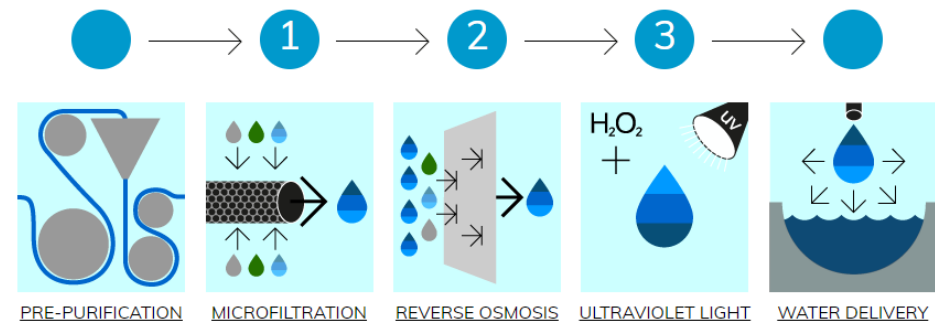 1
2
3
H₂O₂
+
UV
PRE-PURIFICATION
MICROFILTRATION
REVERSE OSMOSIS
ULTRAVIOLET LIGHT
WATER DELIVERY